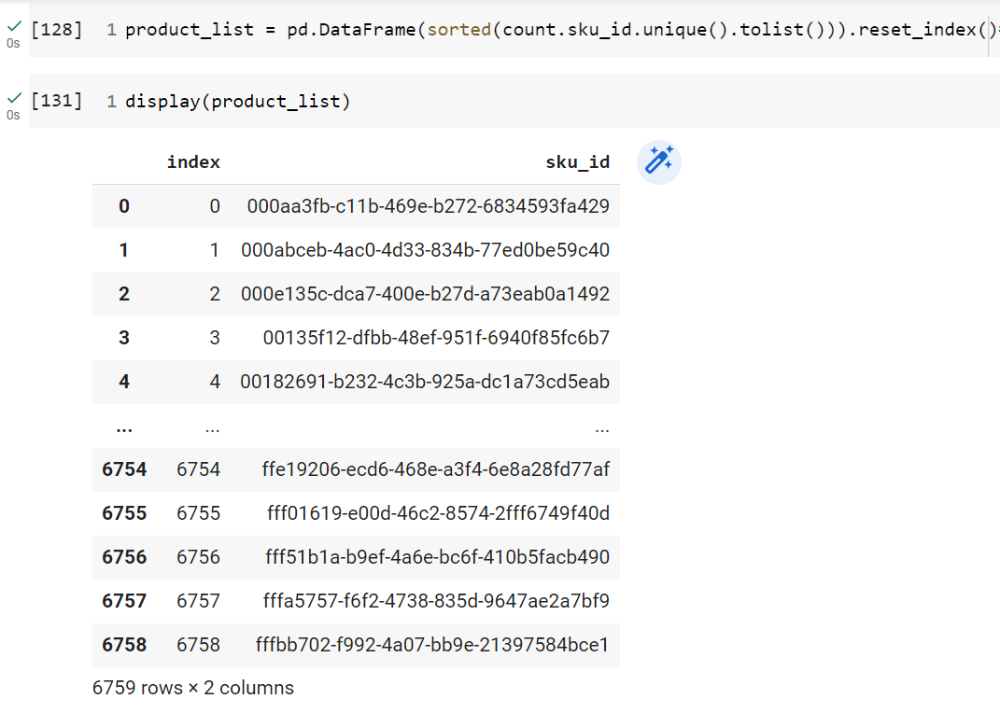 [128] 1 product_list = pd.DataFrame(sorted(count.sku_id.unique().tolist())).reset_index()
0s
[131] 1 display(product_list)
0s
index sku_id
0 0 000aa3fb-c11b-469e-b272-6834593fa429
1 1 000abceb-4ac0-4d33-834b-77ed0be59c40
2 2 000e135c-dca7-400e-b27d-a73eab0a1492
3 3 00135f12-dfbb-48ef-951f-6940f85fc6b7
4 4 00182691-b232-4c3b-925a-dc1a73cd5eab
... ... ...
6754 6754 ffe19206-ecd6-468e-a3f4-6e8a28fd77af
6755 6755 fff01619-e00d-46c2-8574-2fff6749f40d
6756 6756 fff51b1a-b9ef-4a6e-bc6f-410b5facb490
6757 6757 fffa5757-f6f2-4738-835d-9647ae2a7bf9
6758 6758 fffbb702-f992-4a07-bb9e-21397584bce1
6759 rows × 2 columns